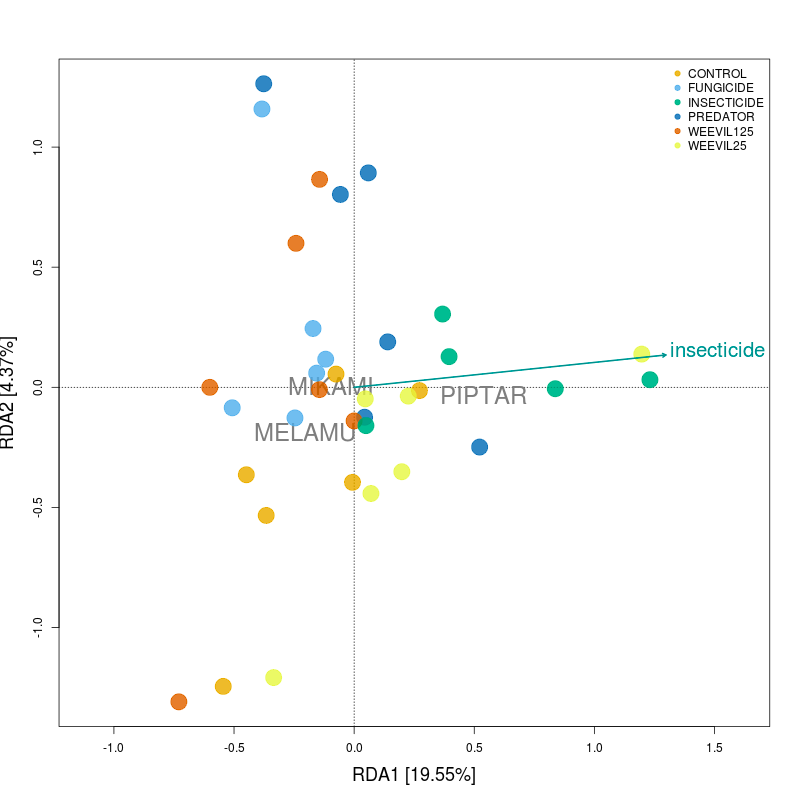 CONTROL
FUNGICIDE
INSECTICIDE
PREDATOR
WEEVIL125
WEEVIL25
1.0
0.5
0.0
-0.5
-1.0
RDA2 [4.37%]
insecticide
MIKAMI
PIPTAR
MELAMU
-1.0 -0.5 0.0 0.5 1.0 1.5
RDA1 [19.55%]